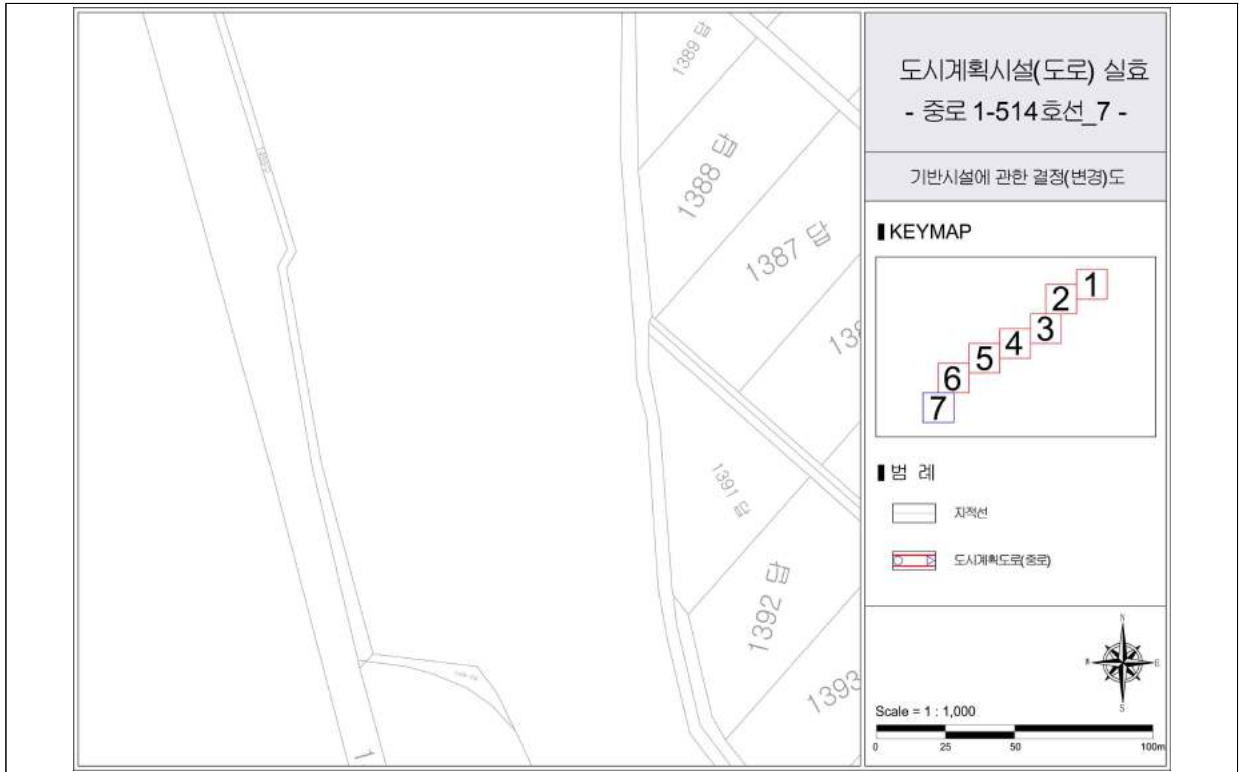 도시계획시설(도로) 실효
- 중로 1-514호선_7 -
기반시설에 관한 결정(변경)도
KEYMAP
1
2
3
4
5
6
7
범 례
지적선
도시계획도로(중로)
N
E
S
Scale = 1 : 1,000
0 25 50 100m
1389 답
1388 답
1387 답
138
1391 답
1392 답
1393
1